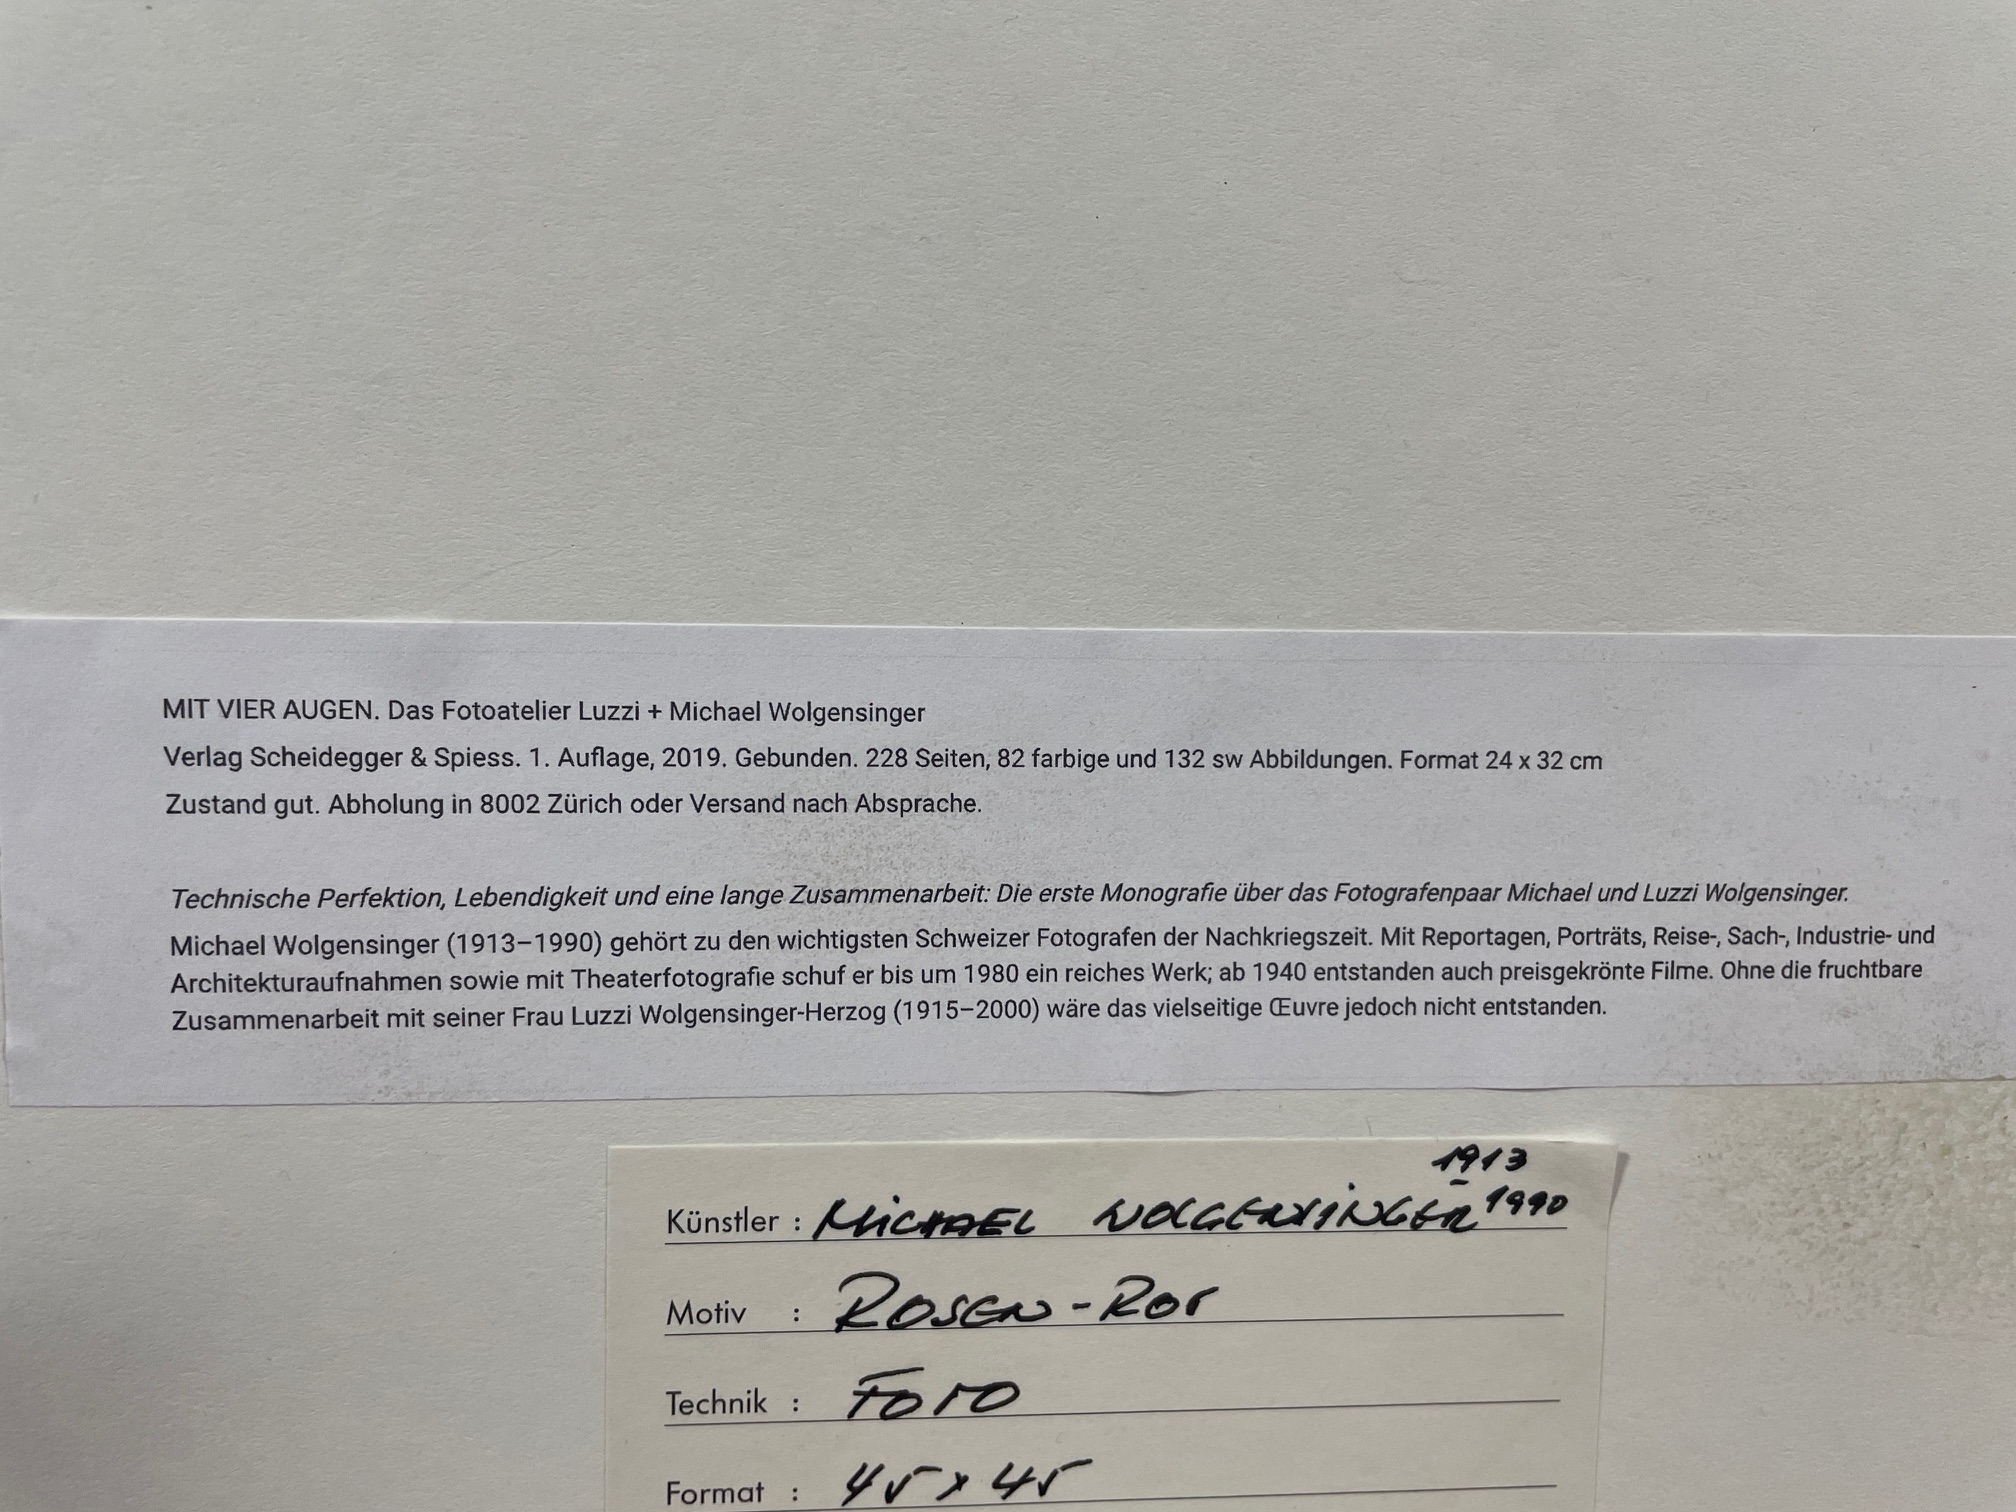 MIT VIER AUGEN. Das Fotoatelier Luzzi + Michael Wolgensinger
Verlag Scheidegger & Spiess. 1. Auflage, 2019. Gebunden. 228 Seiten, 82 farbige und 132 sw Abbildungen. Format 24 x 32 cm
Zustand gut. Abholung in 8002 Zürich oder Versand nach Absprache.
Technische Perfektion, Lebendigkeit und eine lange Zusammenarbeit: Die erste Monografie über das Fotografenpaar Michael und Luzzi Wolgensinger.
Michael Wolgensinger (1913–1990) gehört zu den wichtigsten Schweizer Fotografen der Nachkriegszeit. Mit Reportagen, Porträts, Reise-, Sach-, Industrie- und
Architekturaufnahmen sowie mit Theaterfotografie schuf er bis um 1980 ein reiches Werk; ab 1940 entstanden auch preisgekrönte Filme. Ohne die fruchtbare
Zusammenarbeit mit seiner Frau Luzzi Wolgensinger-Herzog (1915–2000) wäre das vielseitige Œuvre jedoch nicht entstanden.
1913 –
Künstler : MICHAEL WOLGENSINGER 1990
Motiv : ROSEN-ROT
Technik : FOTO
Format : 45 x 45